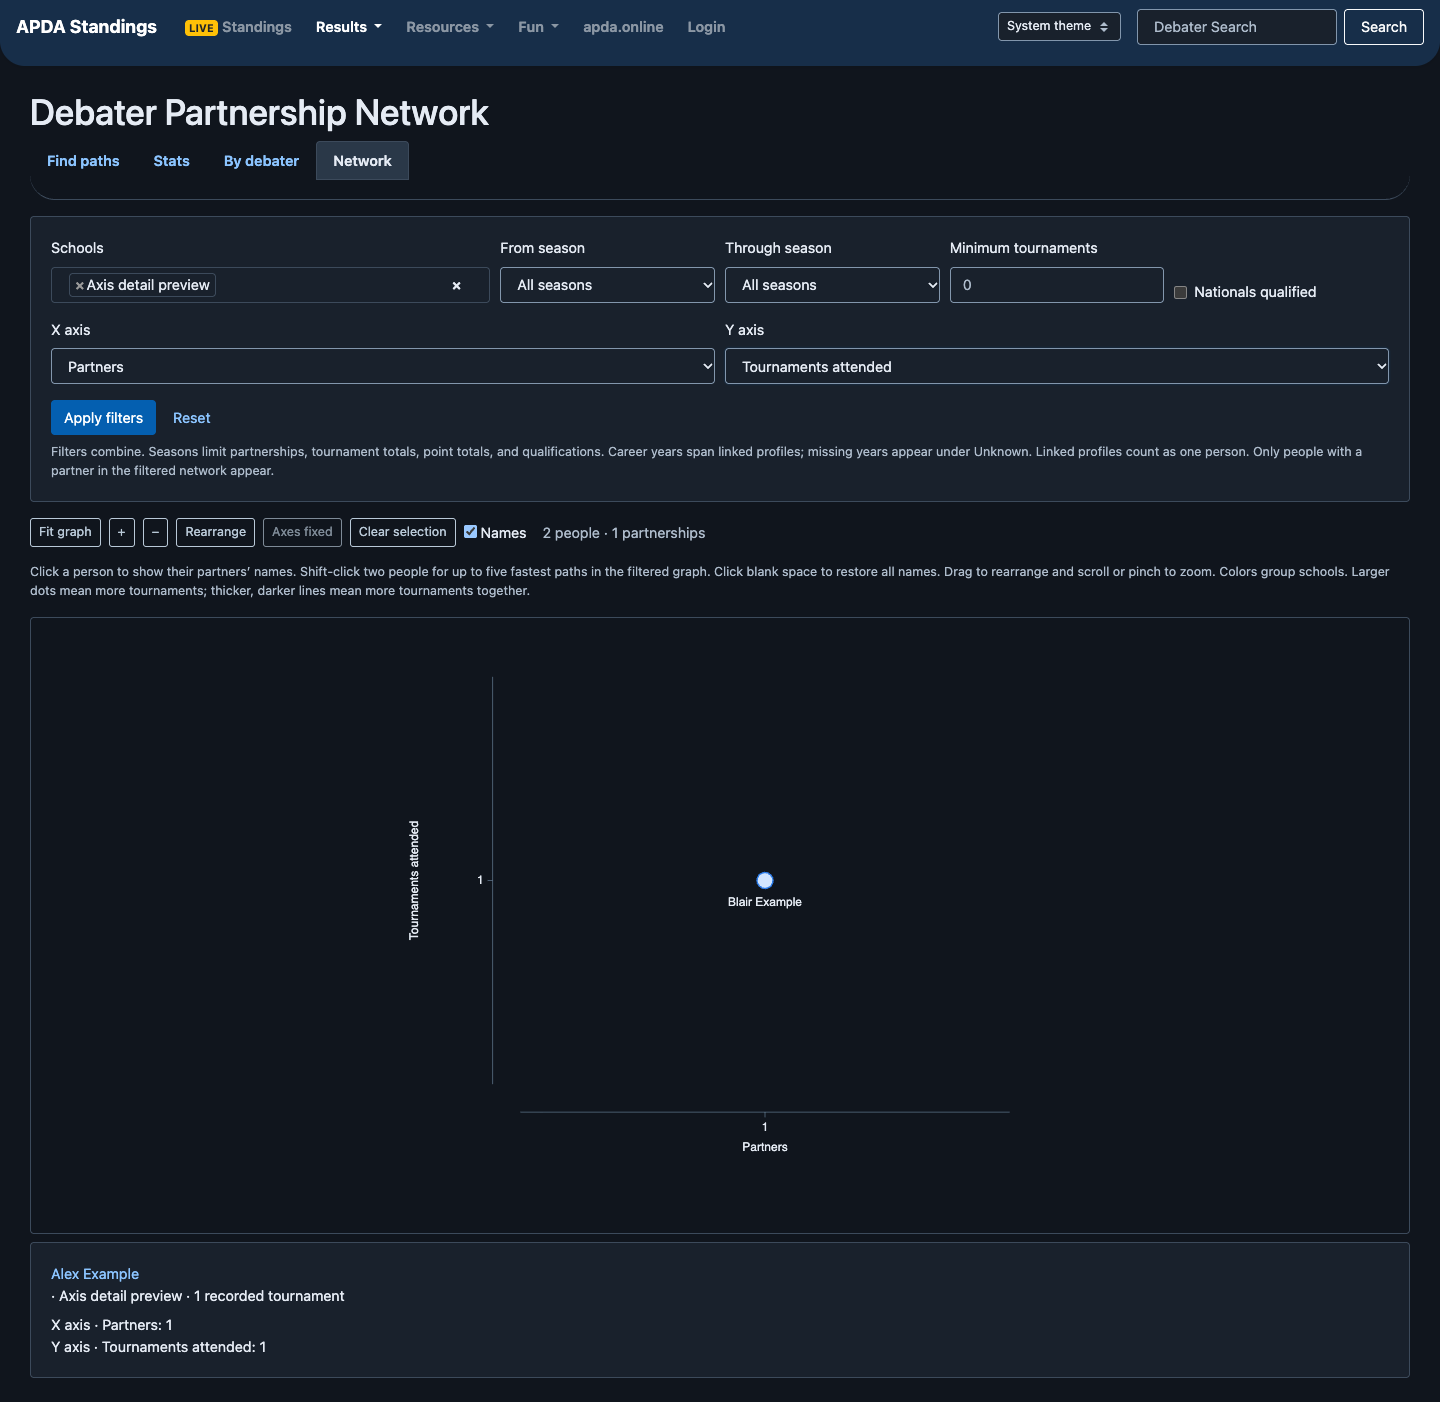 APDA Standings LIVE Standings Results Resources Fun apda.online Login System theme Debater Search Search
Debater Partnership Network
Find paths Stats By debater Network
Schools From season Through season Minimum tournaments
×Axis detail preview × All seasons All seasons 0 Nationals qualified
X axis Y axis
Partners Tournaments attended
Apply filters Reset
Filters combine. Seasons limit partnerships, tournament totals, point totals, and qualifications. Career years span linked profiles; missing years appear under Unknown. Linked profiles count as one person. Only people with a
partner in the filtered network appear.
Fit graph + − Rearrange Axes fixed Clear selection Names 2 people · 1 partnerships
Click a person to show their partners’ names. Shift-click two people for up to five fastest paths in the filtered graph. Click blank space to restore all names. Drag to rearrange and scroll or pinch to zoom. Colors group schools. Larger
dots mean more tournaments; thicker, darker lines mean more tournaments together.
Tournaments attended
1
Blair Example
1
Partners
Alex Example
· Axis detail preview · 1 recorded tournament
X axis · Partners: 1
Y axis · Tournaments attended: 1